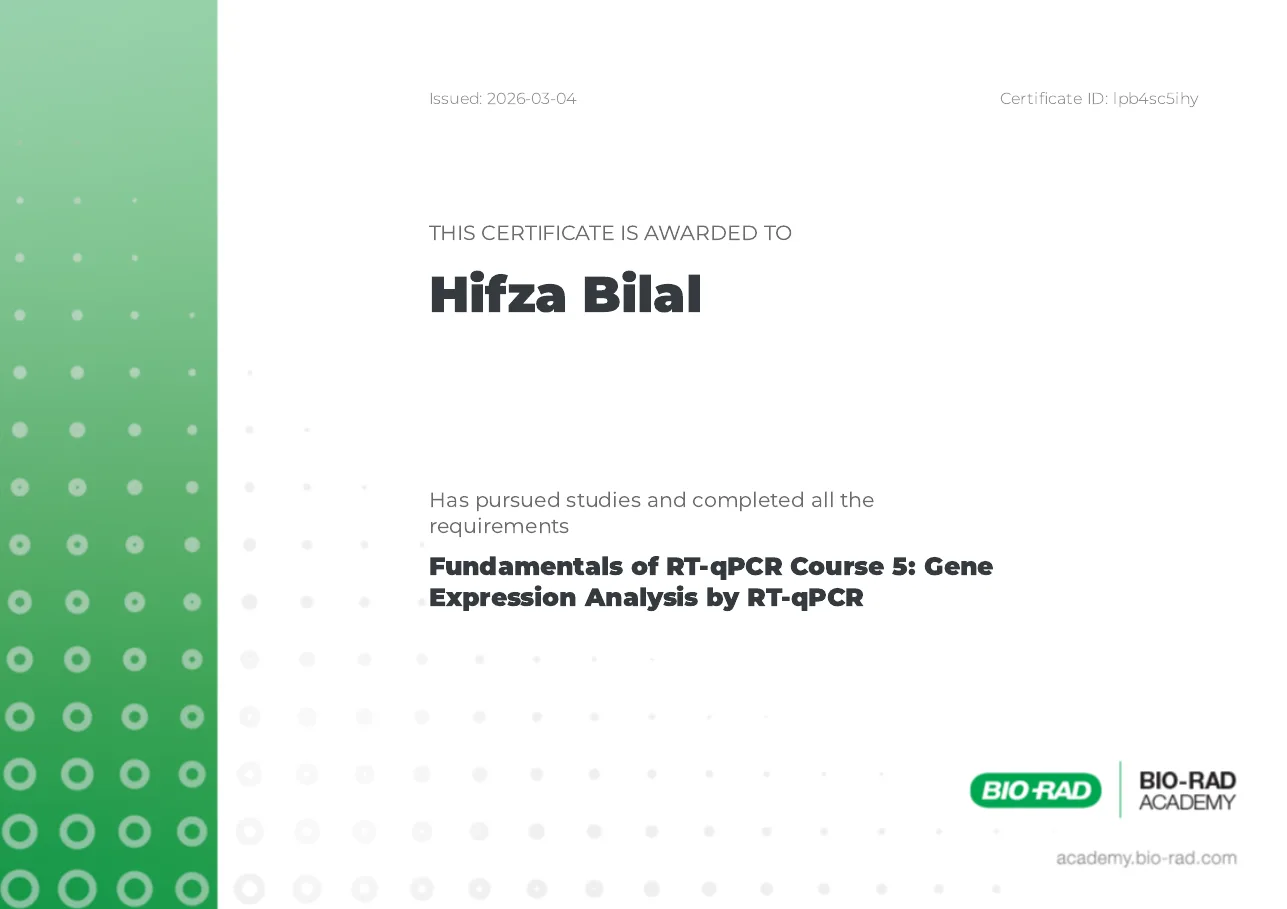 Issued: 2026-03-04
Certificate ID: lpb4sc5ihy
THIS CERTIFICATE IS AWARDED TO
Hifza Bilal
Has pursued studies and completed all the
requirements
Fundamentals of RT-qPCR Course 5: Gene
Expression Analysis by RT-qPCR
BIO-RAD
BIO-RAD
ACADEMY
academy.bio-rad.com